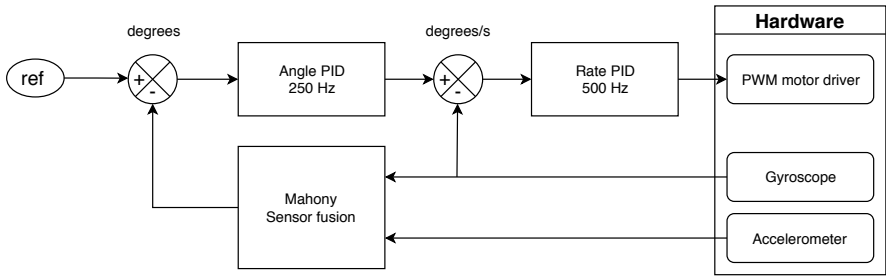 degrees
degrees/s
Hardware
ref
+
-
Angle PID
250 Hz
+
-
Rate PID
500 Hz
PWM motor driver
Mahony
Sensor fusion
Gyroscope
Accelerometer